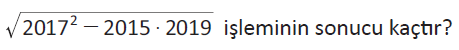 √2017² − 2015 · 2019 işleminin sonucu kaçtır?